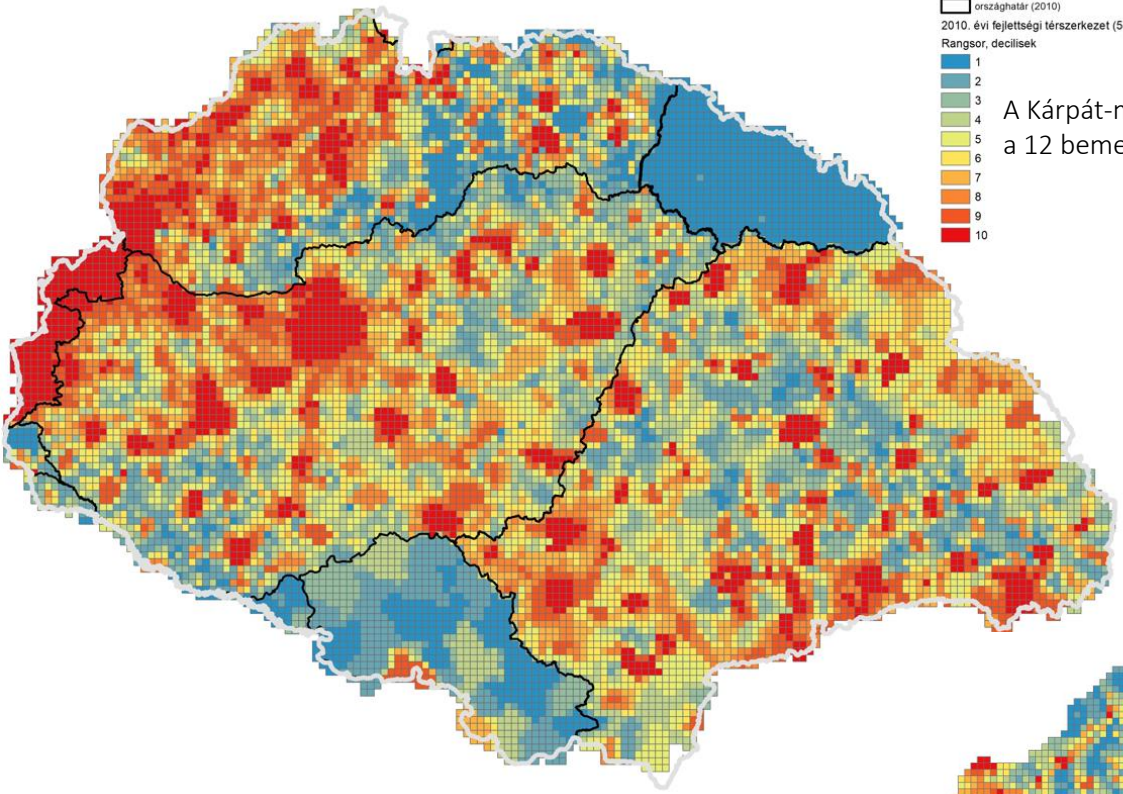 országhatár (2010)
2010. évi fejlettségi térszerkezet (5
Rangsor, decilisek
1
2
3
4
5
6
7
8
9
10
A Kárpát-m
a 12 beme